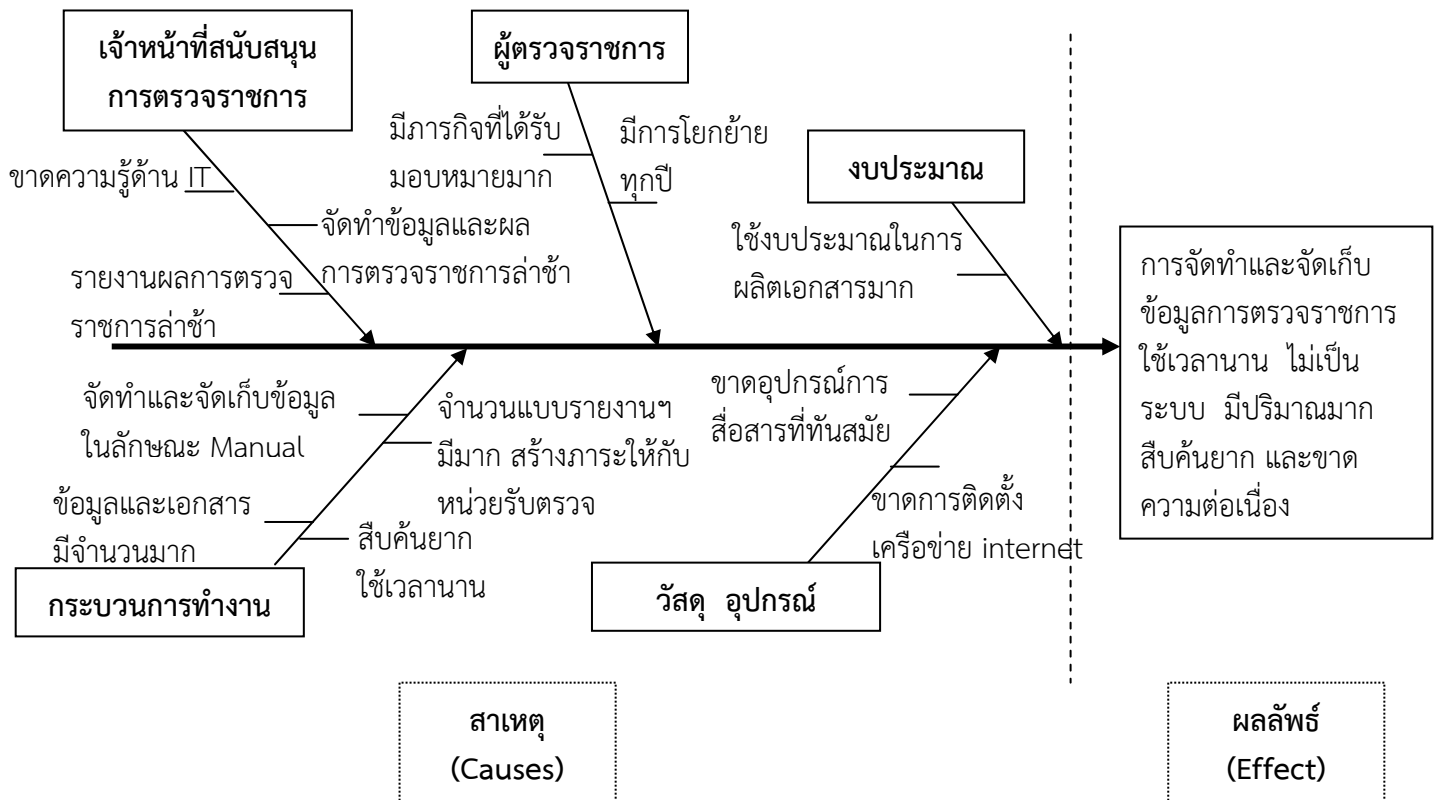 เจ้าหน้าที่สนับสนุน
การตรวจราชการ
ผู้ตรวจราชการ
งบประมาณ
ขาดความรู้ด้าน IT
จัดทำข้อมูลและผล
การตรวจราชการล่าช้า
รายงานผลการตรวจ
ราชการล่าช้า
มีภารกิจที่ได้รับ
มอบหมายมาก
มีการโยกย้าย
ทุกปี
ใช้งบประมาณในการ
ผลิตเอกสารมาก
การจัดทำและจัดเก็บ
ข้อมูลการตรวจราชการ
ใช้เวลานาน ไม่เป็น
ระบบ มีปริมาณมาก
สืบค้นยาก และขาด
ความต่อเนื่อง
จัดทำและจัดเก็บข้อมูล
ในลักษณะ Manual
จำนวนแบบรายงานฯ
มีมาก สร้างภาระให้กับ
หน่วยรับตรวจ
ข้อมูลและเอกสาร
มีจำนวนมาก
สืบค้นยาก
ใช้เวลานาน
กระบวนการทำงาน
ขาดอุปกรณ์การ
สื่อสารที่ทันสมัย
ขาดการติดตั้ง
เครือข่าย internet
วัสดุ อุปกรณ์
สาเหตุ
(Causes)
ผลลัพธ์
(Effect)